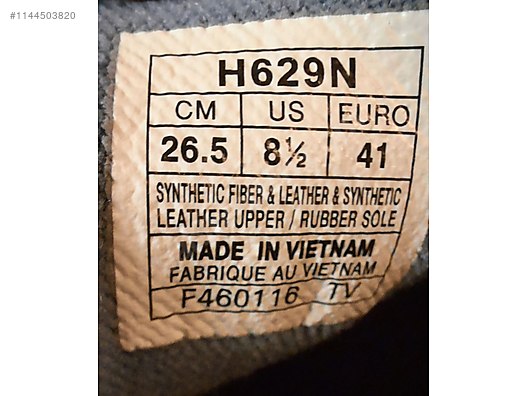 #1144503820
H629N
CM US EURO
26.5 8½ 41
SYNTHETIC FIBER & LEATHER & SYNTHETIC
LEATHER UPPER / RUBBER SOLE
MADE IN VIETNAM
FABRIQUE AU VIETNAM
F460116 TV